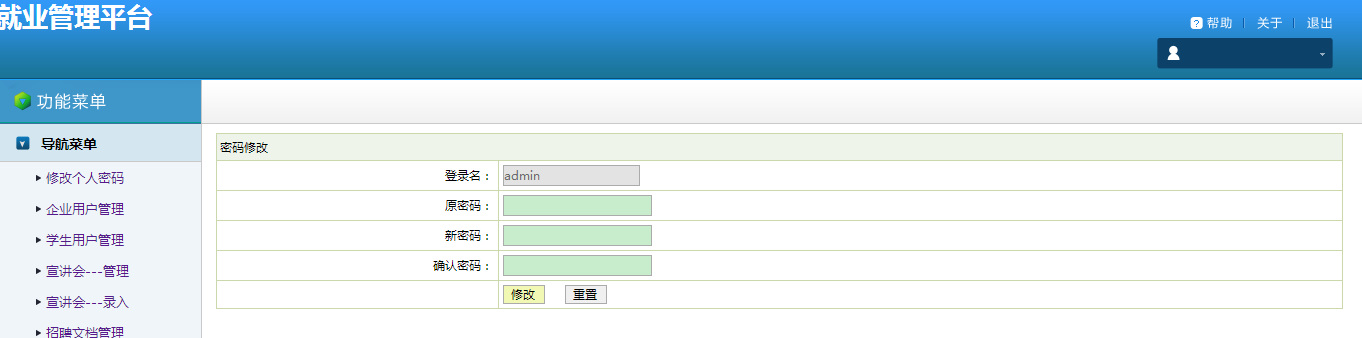 就业管理平台
帮助
关于
退出
功能菜单
导航菜单
修改个人密码
企业用户管理
学生用户管理
宣讲会---管理
宣讲会---录入
招聘文档管理
密码修改
登录名：
admin
原密码：
新密码：
确认密码：
修改
重置